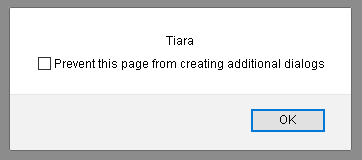 Tiara
Prevent this page from creating additional dialogs
OK